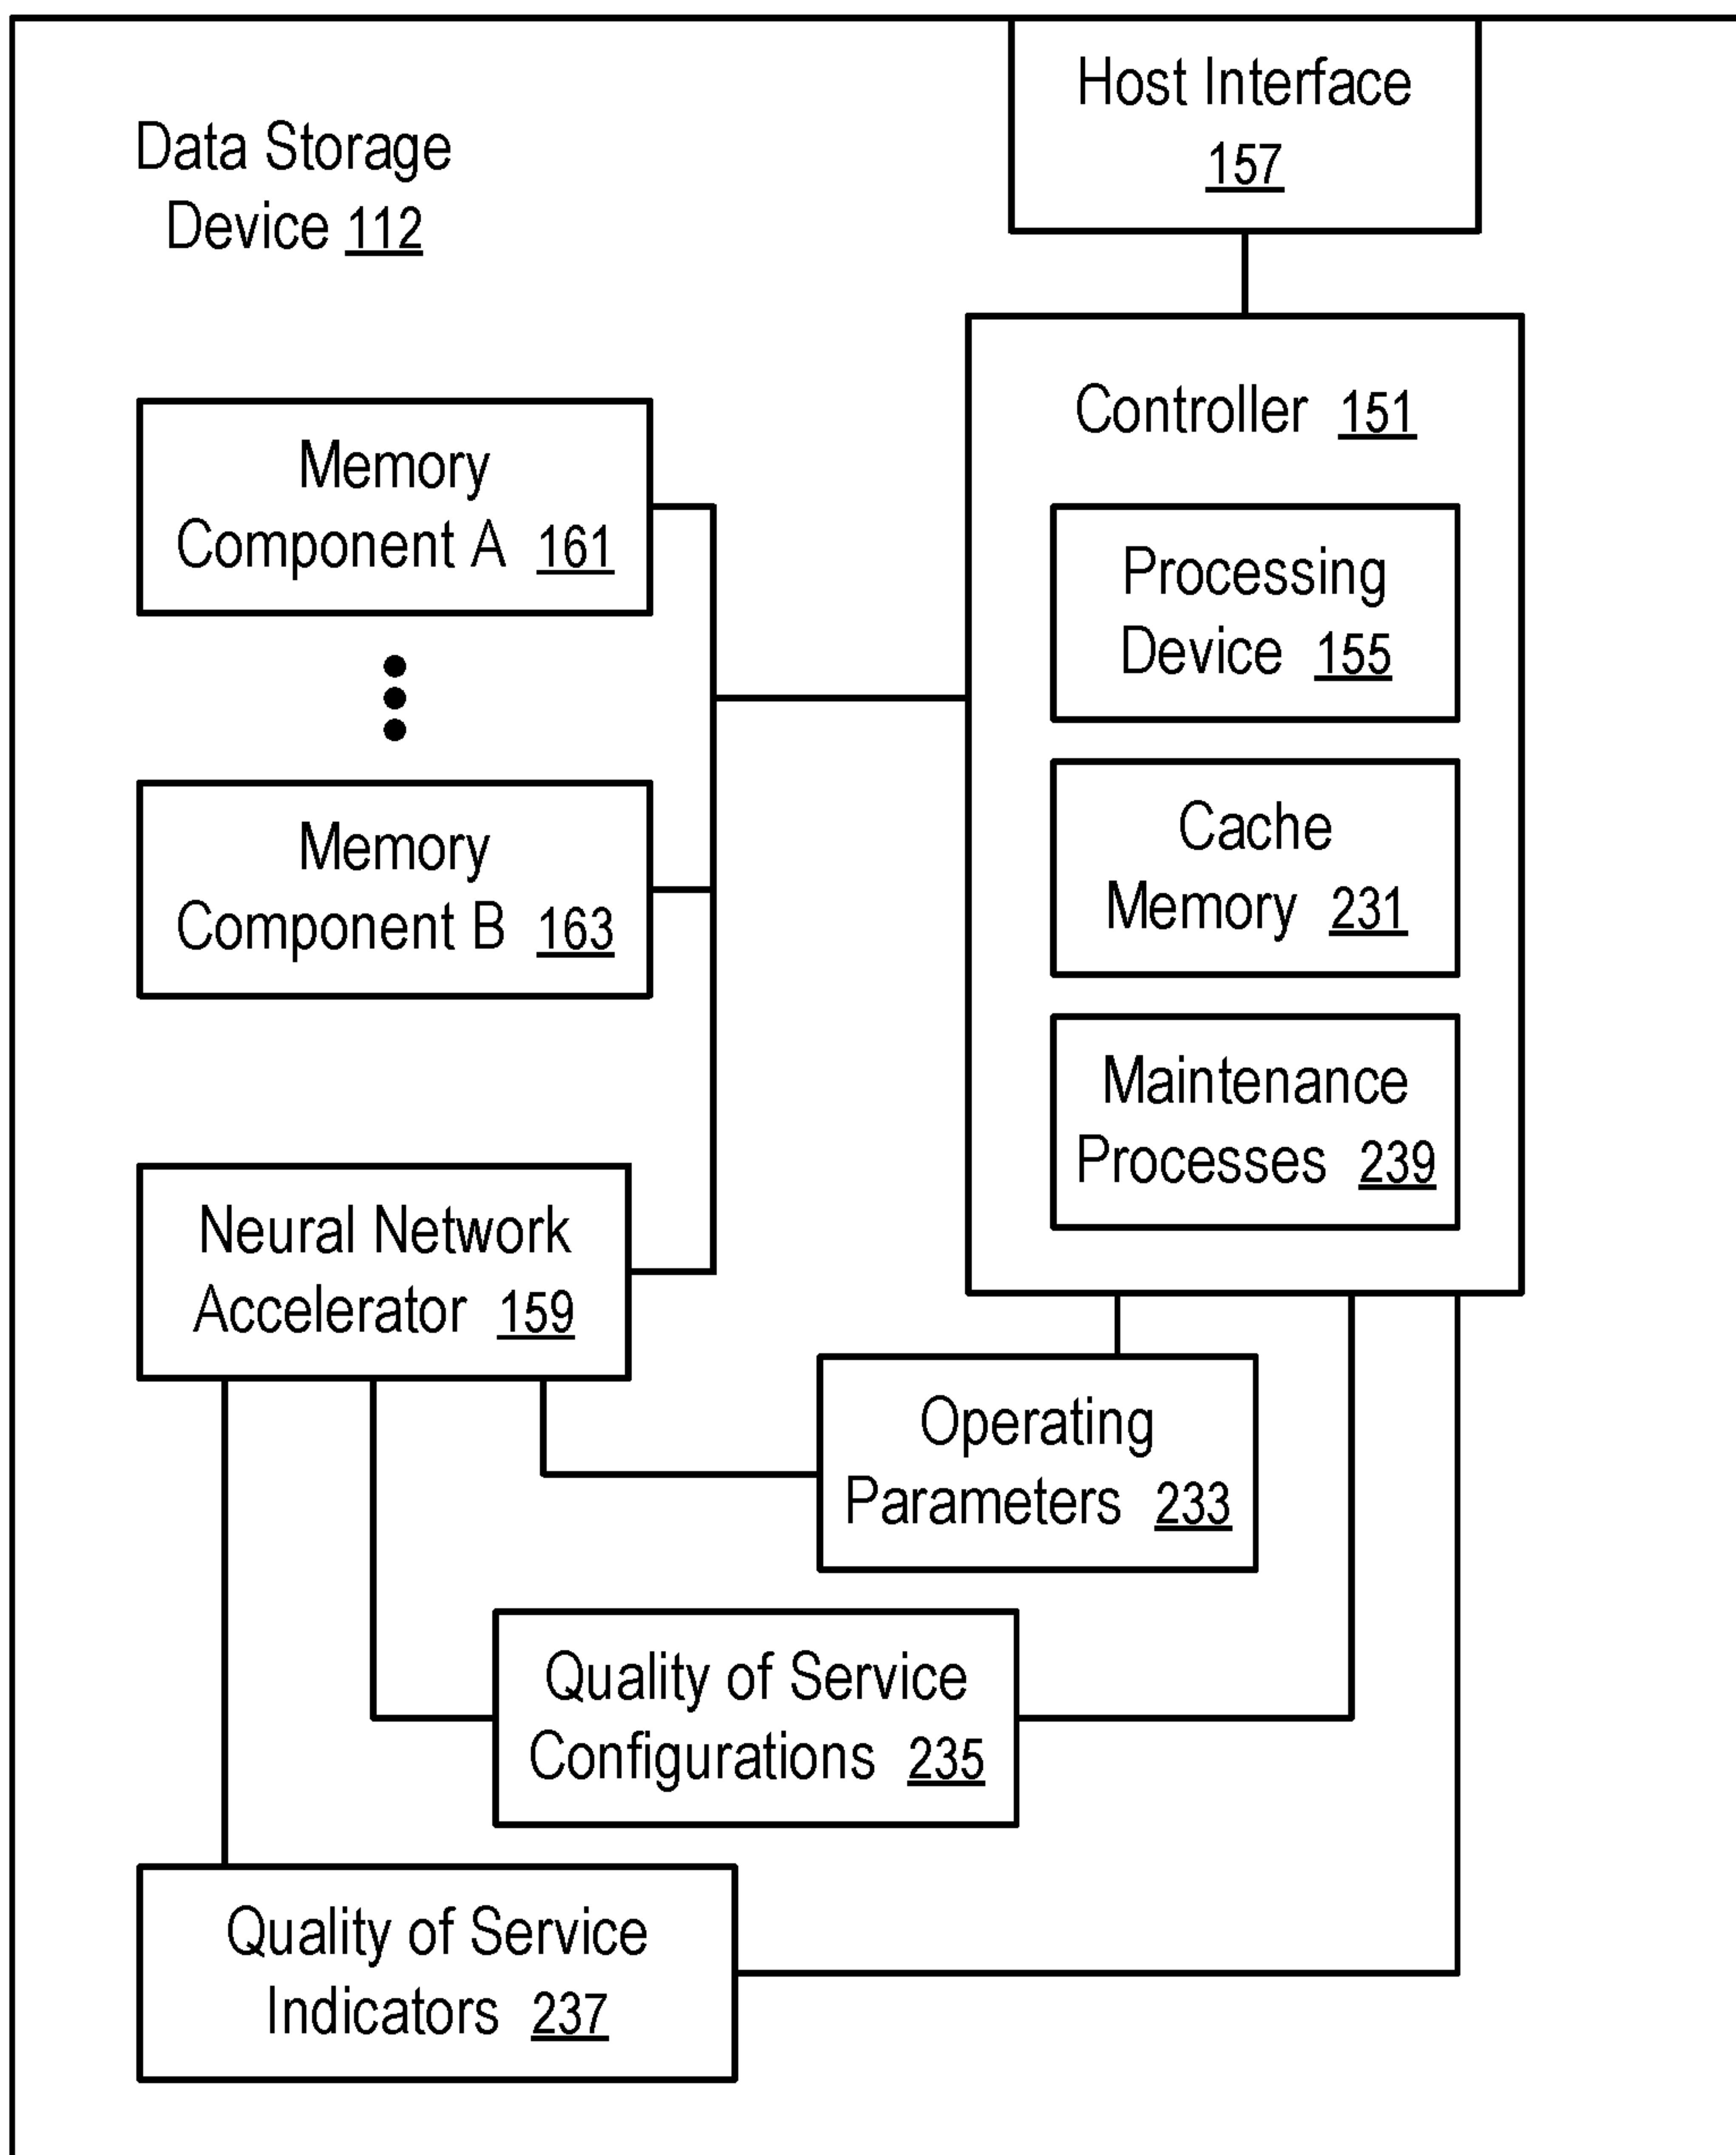 Data Storage
Device 112
Host Interface
157
Controller 151
Processing
Device 155
Cache
Memory 231
Maintenance
Processes 239
Memory
Component A 161
Memory
Component B 163
Neural Network
Accelerator 159
Operating
Parameters 233
Quality of Service
Configurations 235
Quality of Service
Indicators 237